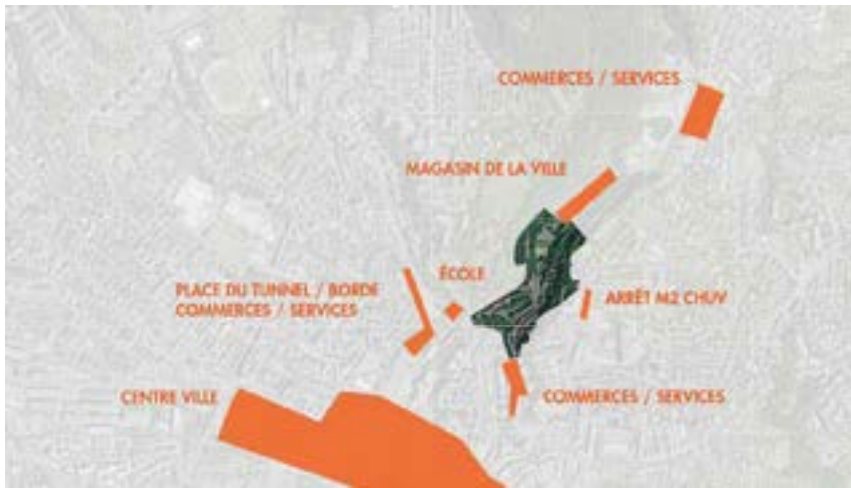 COMMERCES / SERVICES
MAGASIN DE LA VILLE
ÉCOLE
PLACE DU TUNNEL / BORDE
COMMERCES / SERVICES
ARRÊT M2 CHUV
CENTRE VILLE
COMMERCES / SERVICES